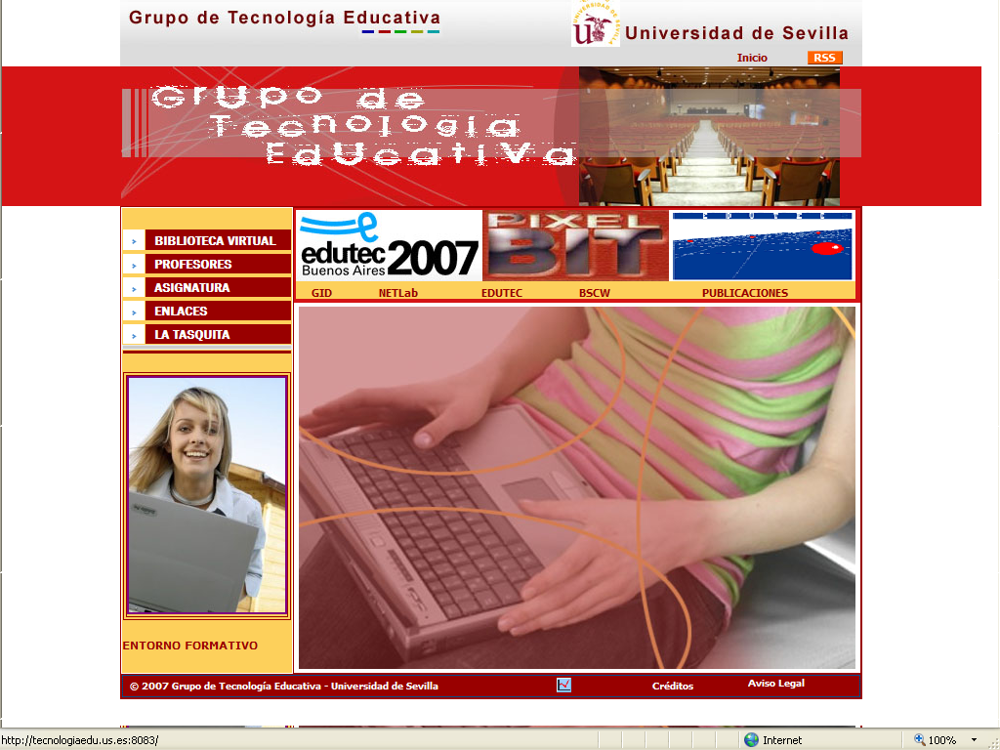 Grupo de Tecnología Educativa
Universidad de Sevilla
Inicio
RSS
Grupo de
Tecnología
Educativa
BIBLIOTECA VIRTUAL
PROFESORES
ASIGNATURA
ENLACES
LA TASQUITA
edutec
Buenos Aires 2007
PIXEL
BIT
EDUTEC
GID NETLab EDUTEC BSCW PUBLICACIONES
ENTORNO FORMATIVO
© 2007 Grupo de Tecnología Educativa - Universidad de Sevilla
Créditos
Aviso Legal
http://tecnologiaedu.us.es:8083/
Internet
100%